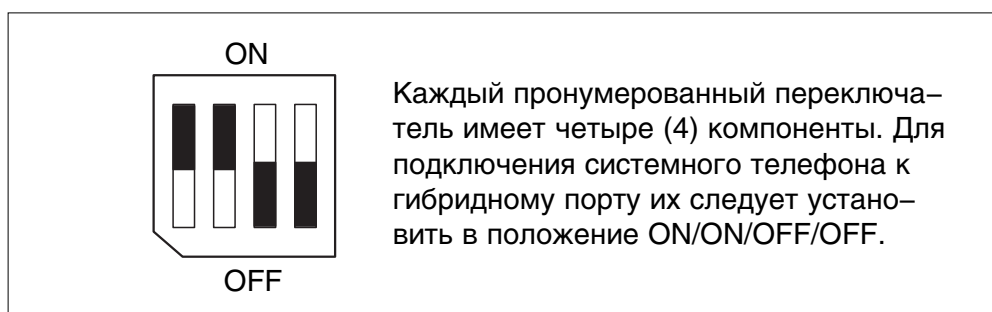 ON
OFF
Каждый пронумерованный переключа–
тель имеет четыре (4) компоненты. Для
подключения системного телефона к
гибридному порту их следует устано–
вить в положение ON/ON/OFF/OFF.